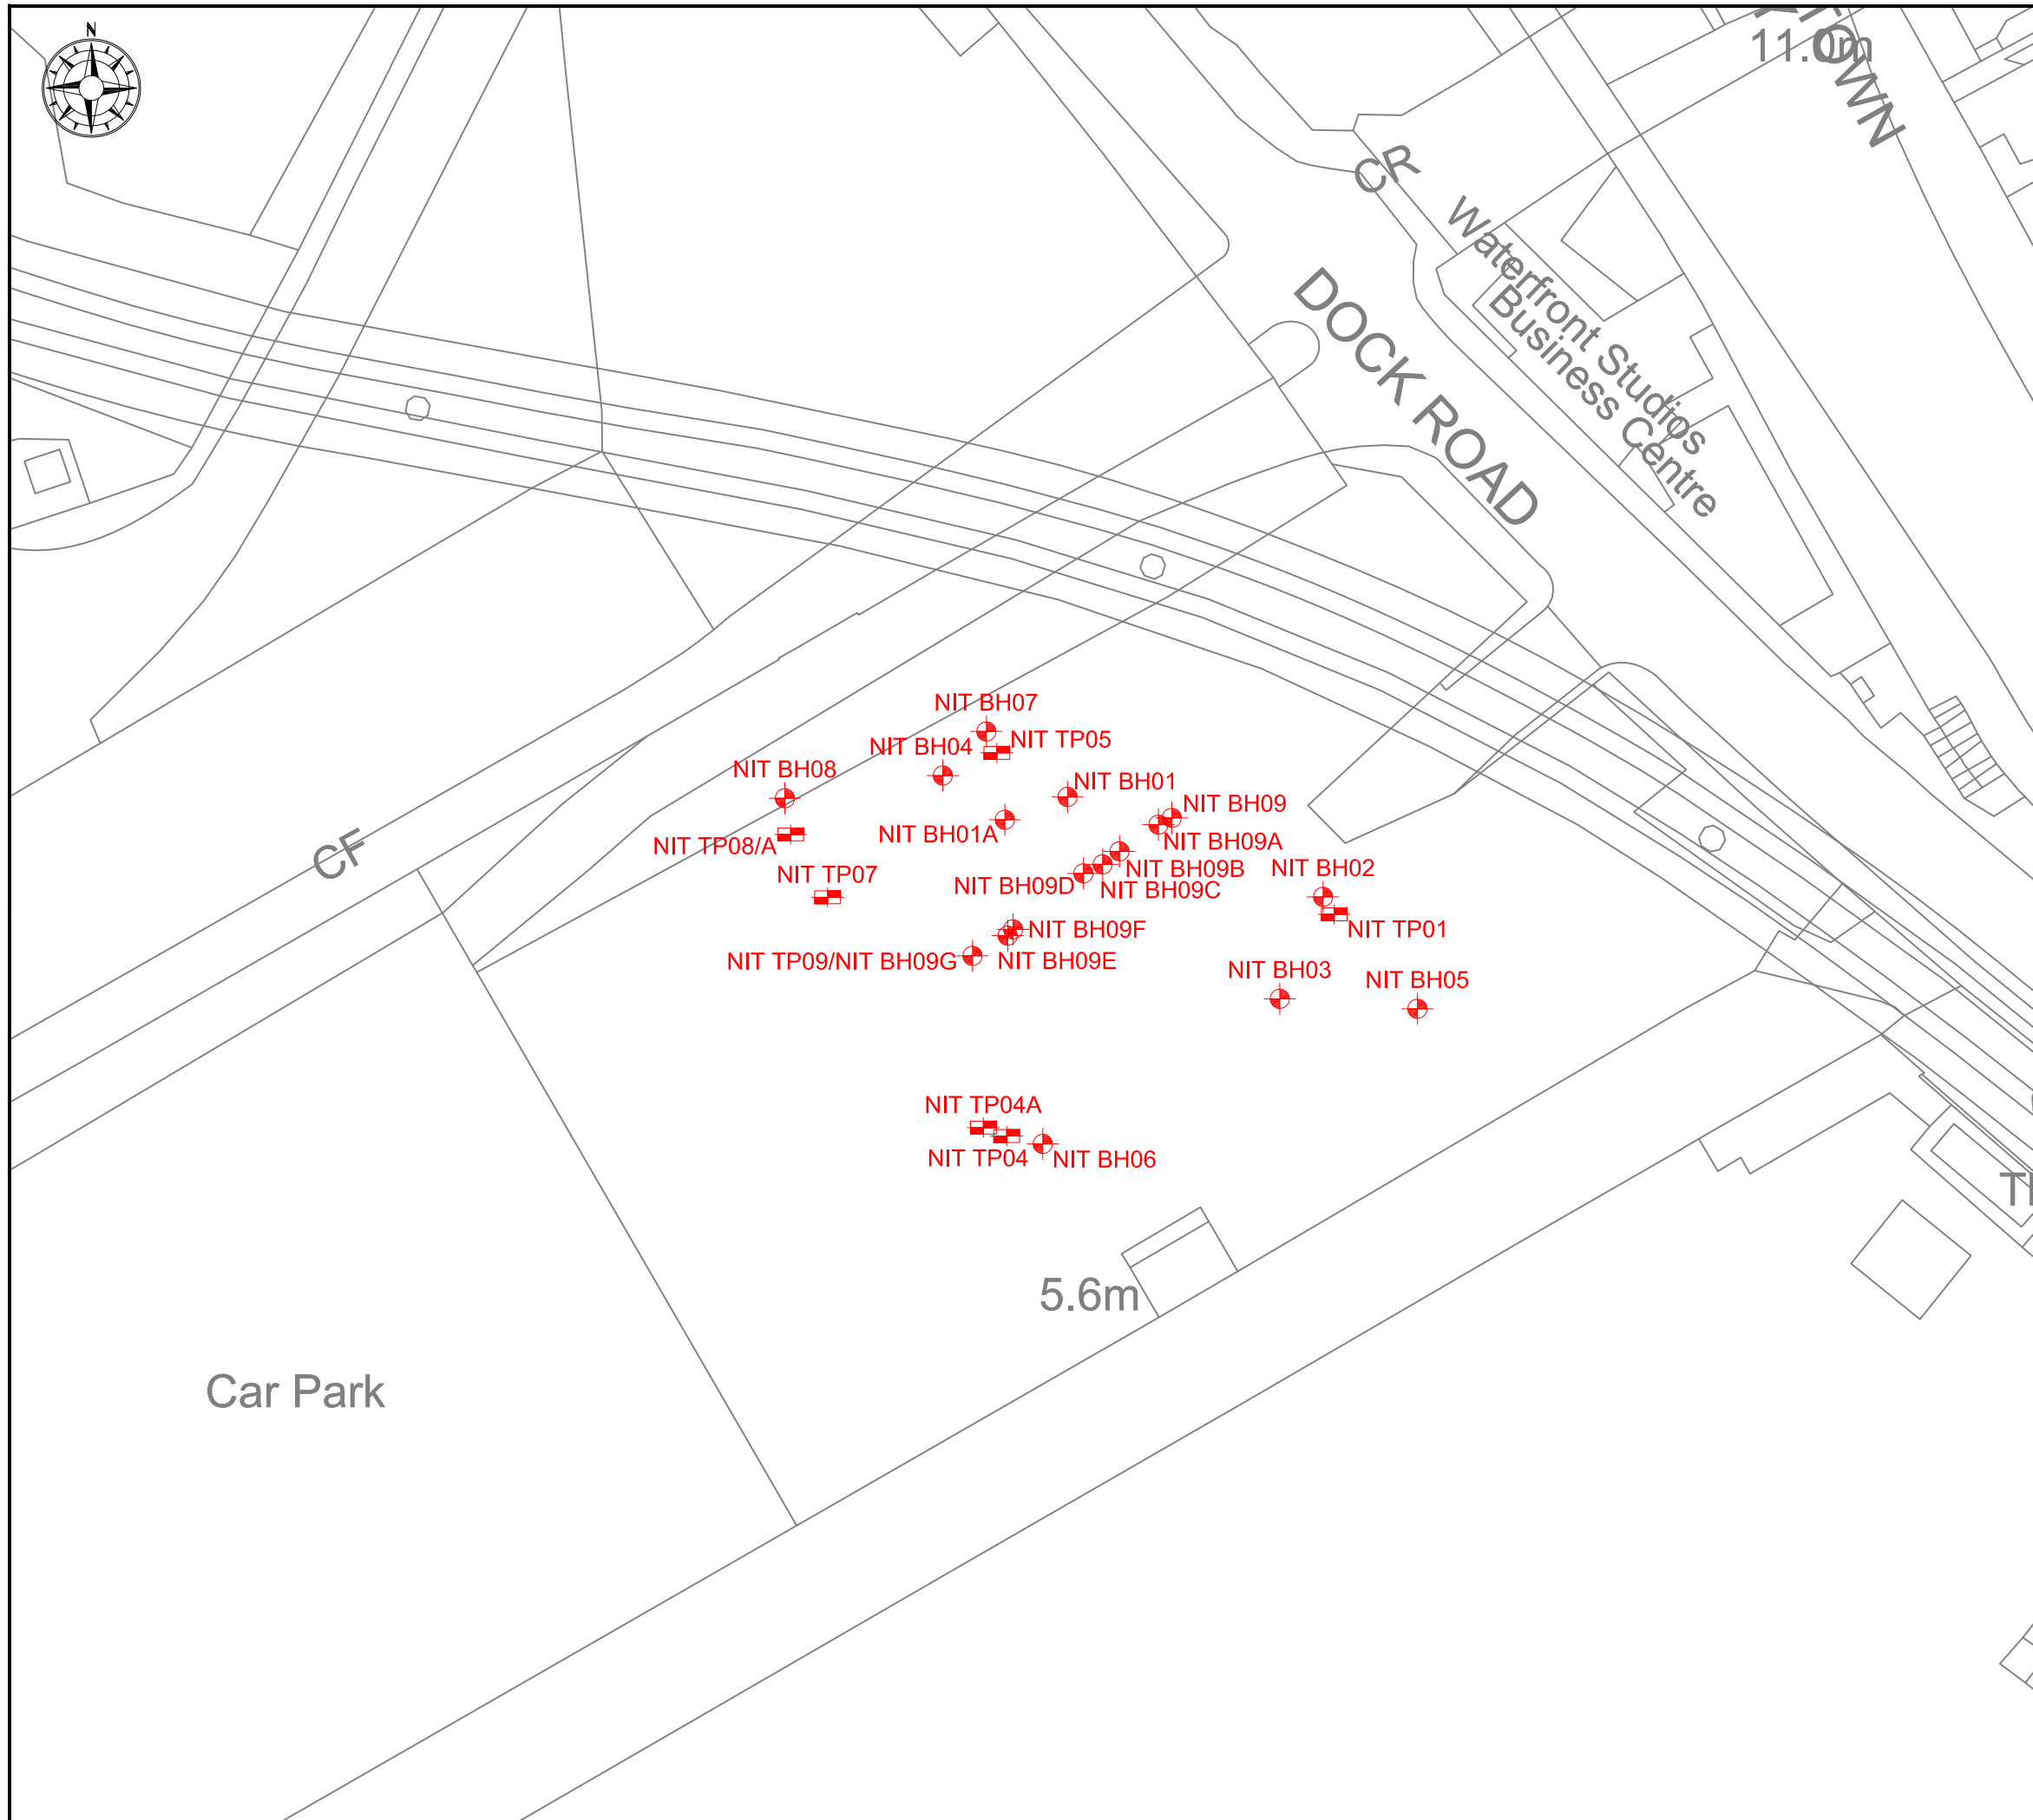 N
11.0m
CR
Waterfront Studios
Business Centre
DOCK ROAD
NIT BH07
NIT TP05
NIT BH04
NIT BH08
NIT BH01
NIT BH09
NIT BH01A
NIT BH09A
NIT TP08/A
NIT BH09B
NIT BH02
NIT TP07
NIT BH09D
NIT BH09C
CF
NIT BH09F
NIT TP01
NIT TP09/NIT BH09G
NIT BH09E
NIT BH03
NIT BH05
NIT TP04A
NIT TP04
NIT BH06
5.6m
Car Park